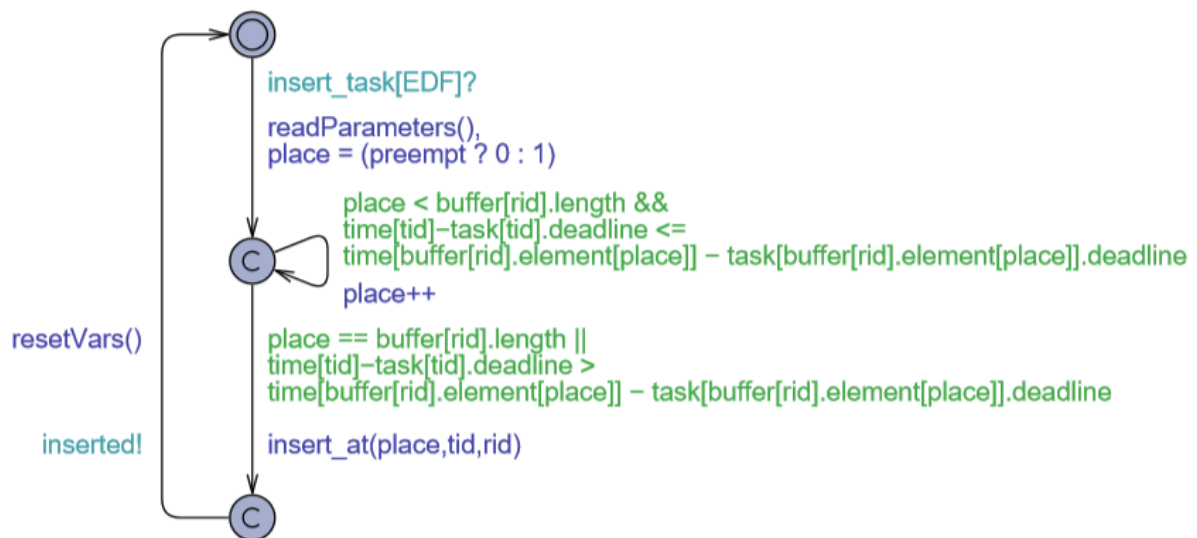 insert_task[EDF]?
readParameters(),
place = (preempt ? 0 : 1)
place < buffer[rid].length &&
time[tid]−task[tid].deadline <=
time[buffer[rid].element[place]] − task[buffer[rid].element[place]].deadline
C
place++
resetVars()
place == buffer[rid].length ||
time[tid]−task[tid].deadline >
time[buffer[rid].element[place]] − task[buffer[rid].element[place]].deadline
inserted!
insert_at(place,tid,rid)
C